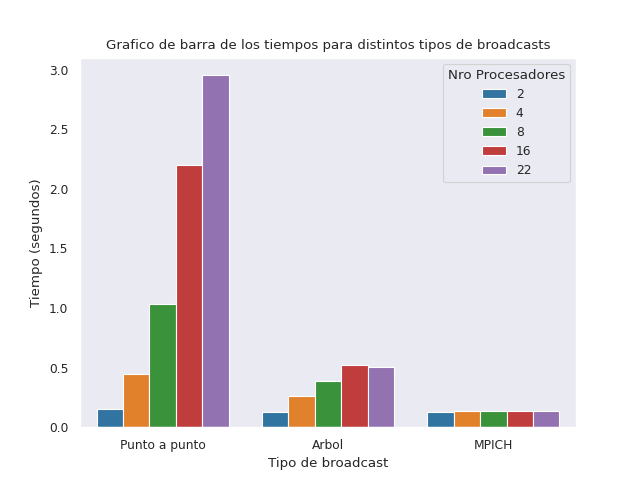 Grafico de barra de los tiempos para distintos tipos de broadcasts
Nro Procesadores
2
4
8
16
22
Tiempo (segundos)
3.0
2.5
2.0
1.5
1.0
0.5
0.0
Punto a punto
Arbol
MPICH
Tipo de broadcast